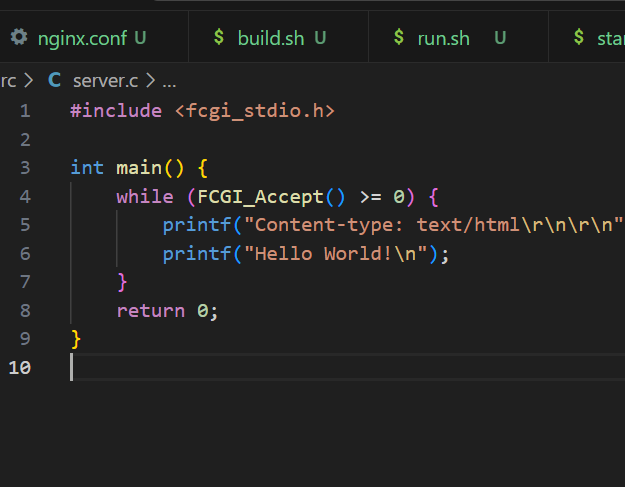 nginx.conf U $ build.sh U $ run.sh U $ sta
rc > C server.c > ...
1 #include <fcgi_stdio.h>
2
3 int main() {
4     while (FCGI_Accept() >= 0) {
5         printf("Content-type: text/html\r\n\r\n"
6         printf("Hello World!\n");
7     }
8     return 0;
9 }
10